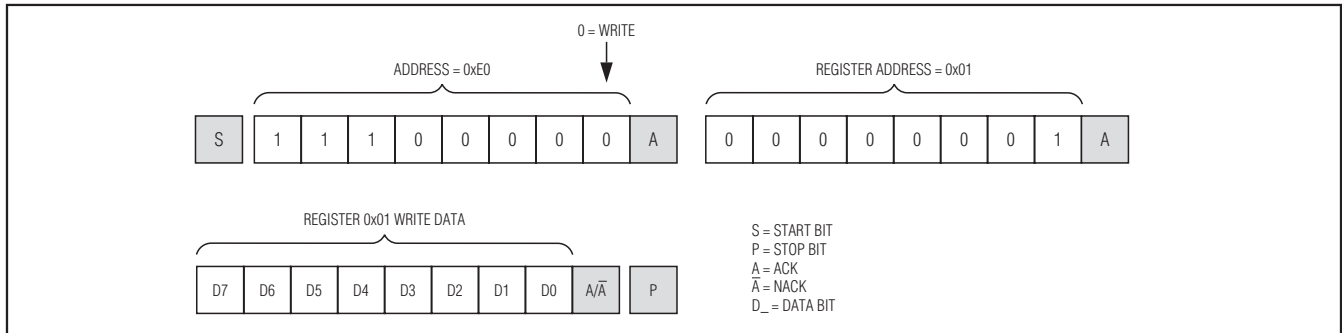 0 = WRITE
ADDRESS = 0xE0
REGISTER ADDRESS = 0x01
S 1 1 1 0 0 0 0 0 A 0 0 0 0 0 0 0 1 A
REGISTER 0x01 WRITE DATA
D7 D6 D5 D4 D3 D2 D1 D0 A/A̅ P
S = START BIT
P = STOP BIT
A = ACK
A̅ = NACK
D_ = DATA BIT